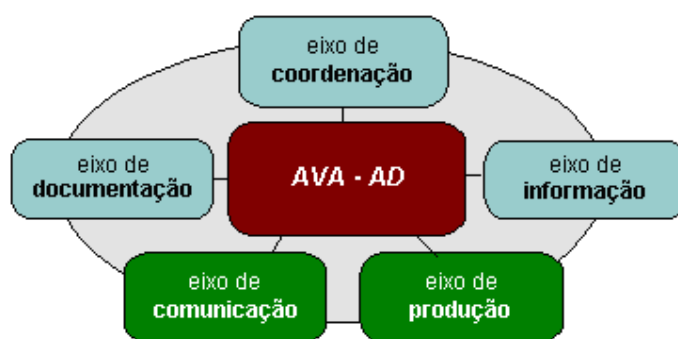 eixo de
coordenação
eixo de
documentação
AVA - AD
eixo de
informação
eixo de
comunicação
eixo de
produção